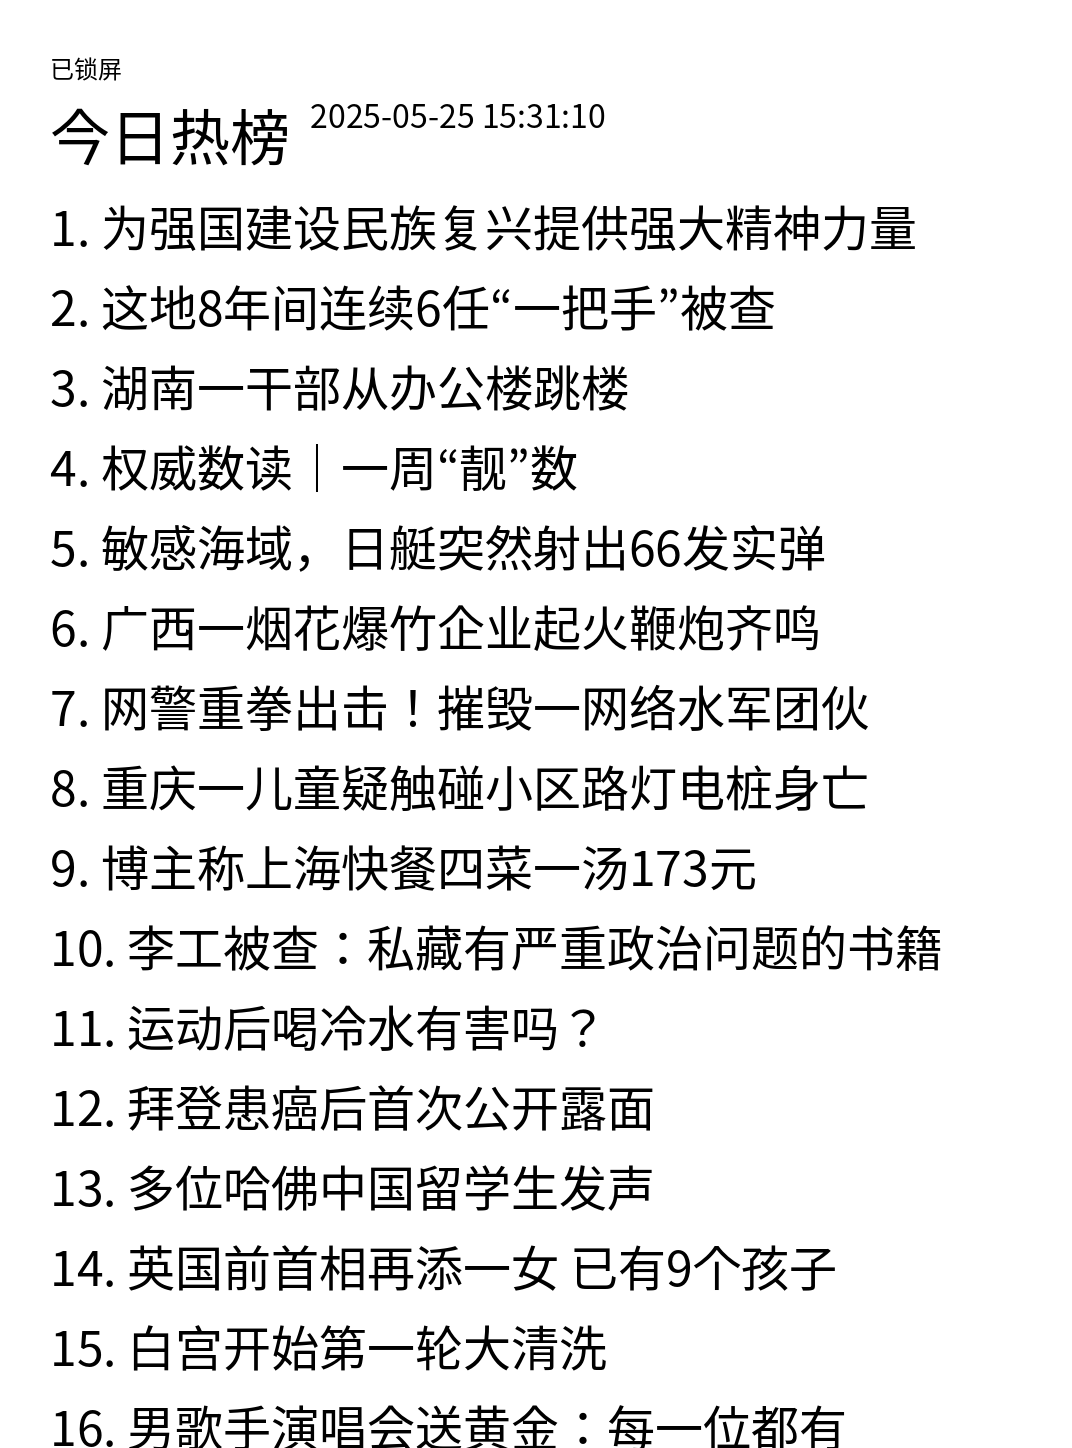 已锁屏
今日热榜 2025-05-25 15:31:10
1. 为强国建设民族复兴提供强大精神力量
2. 这地8年间连续6任“一把手”被查
3. 湖南一干部从办公楼跳楼
4. 权威数读｜一周“靓”数
5. 敏感海域，日艇突然射出66发实弹
6. 广西一烟花爆竹企业起火鞭炮齐鸣
7. 网警重拳出击！摧毁一网络水军团伙
8. 重庆一儿童疑触碰小区路灯电桩身亡
9. 博主称上海快餐四菜一汤173元
10. 李工被查：私藏有严重政治问题的书籍
11. 运动后喝冷水有害吗？
12. 拜登患癌后首次公开露面
13. 多位哈佛中国留学生发声
14. 英国前首相再添一女 已有9个孩子
15. 白宫开始第一轮大清洗
16. 男歌手演唱会送黄金：每一位都有